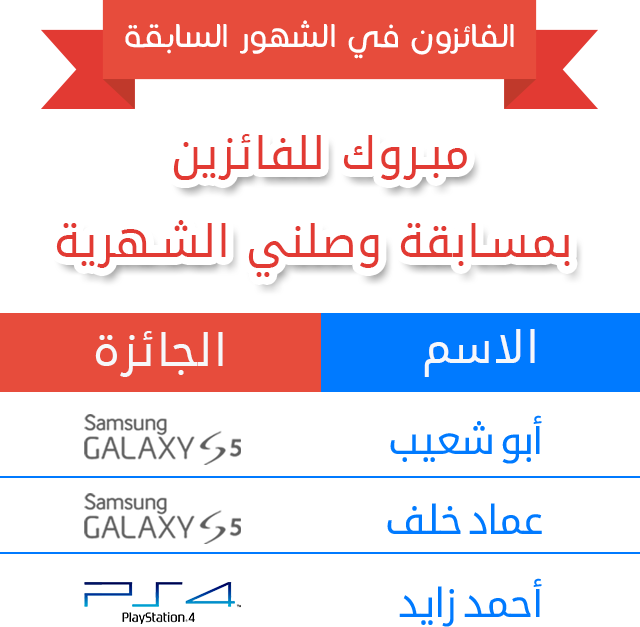 الفائزون في الشهور السابقة
مبروك للفائزين
بمسابقة وصلني الشهرية
الاسم الجائزة
أبو شعيب Samsung GALAXY S5
عماد خلف Samsung GALAXY S5
أحمد زايد PS4 PlayStation.4